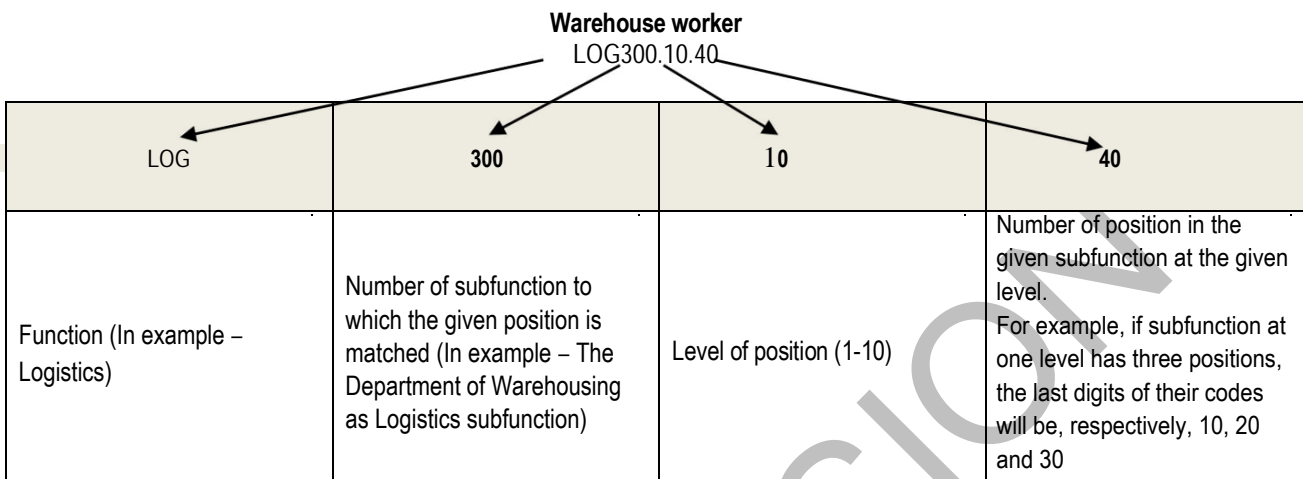 Warehouse worker
LOG300.10.40
LOG
300
10
40
Function (In example –
Logistics)
Number of subfunction to
which the given position is
matched (In example – The
Department of Warehousing
as Logistics subfunction)
Level of position (1-10)
Number of position in the
given subfunction at the given
level.
For example, if subfunction at
one level has three positions,
the last digits of their codes
will be, respectively, 10, 20
and 30
SION